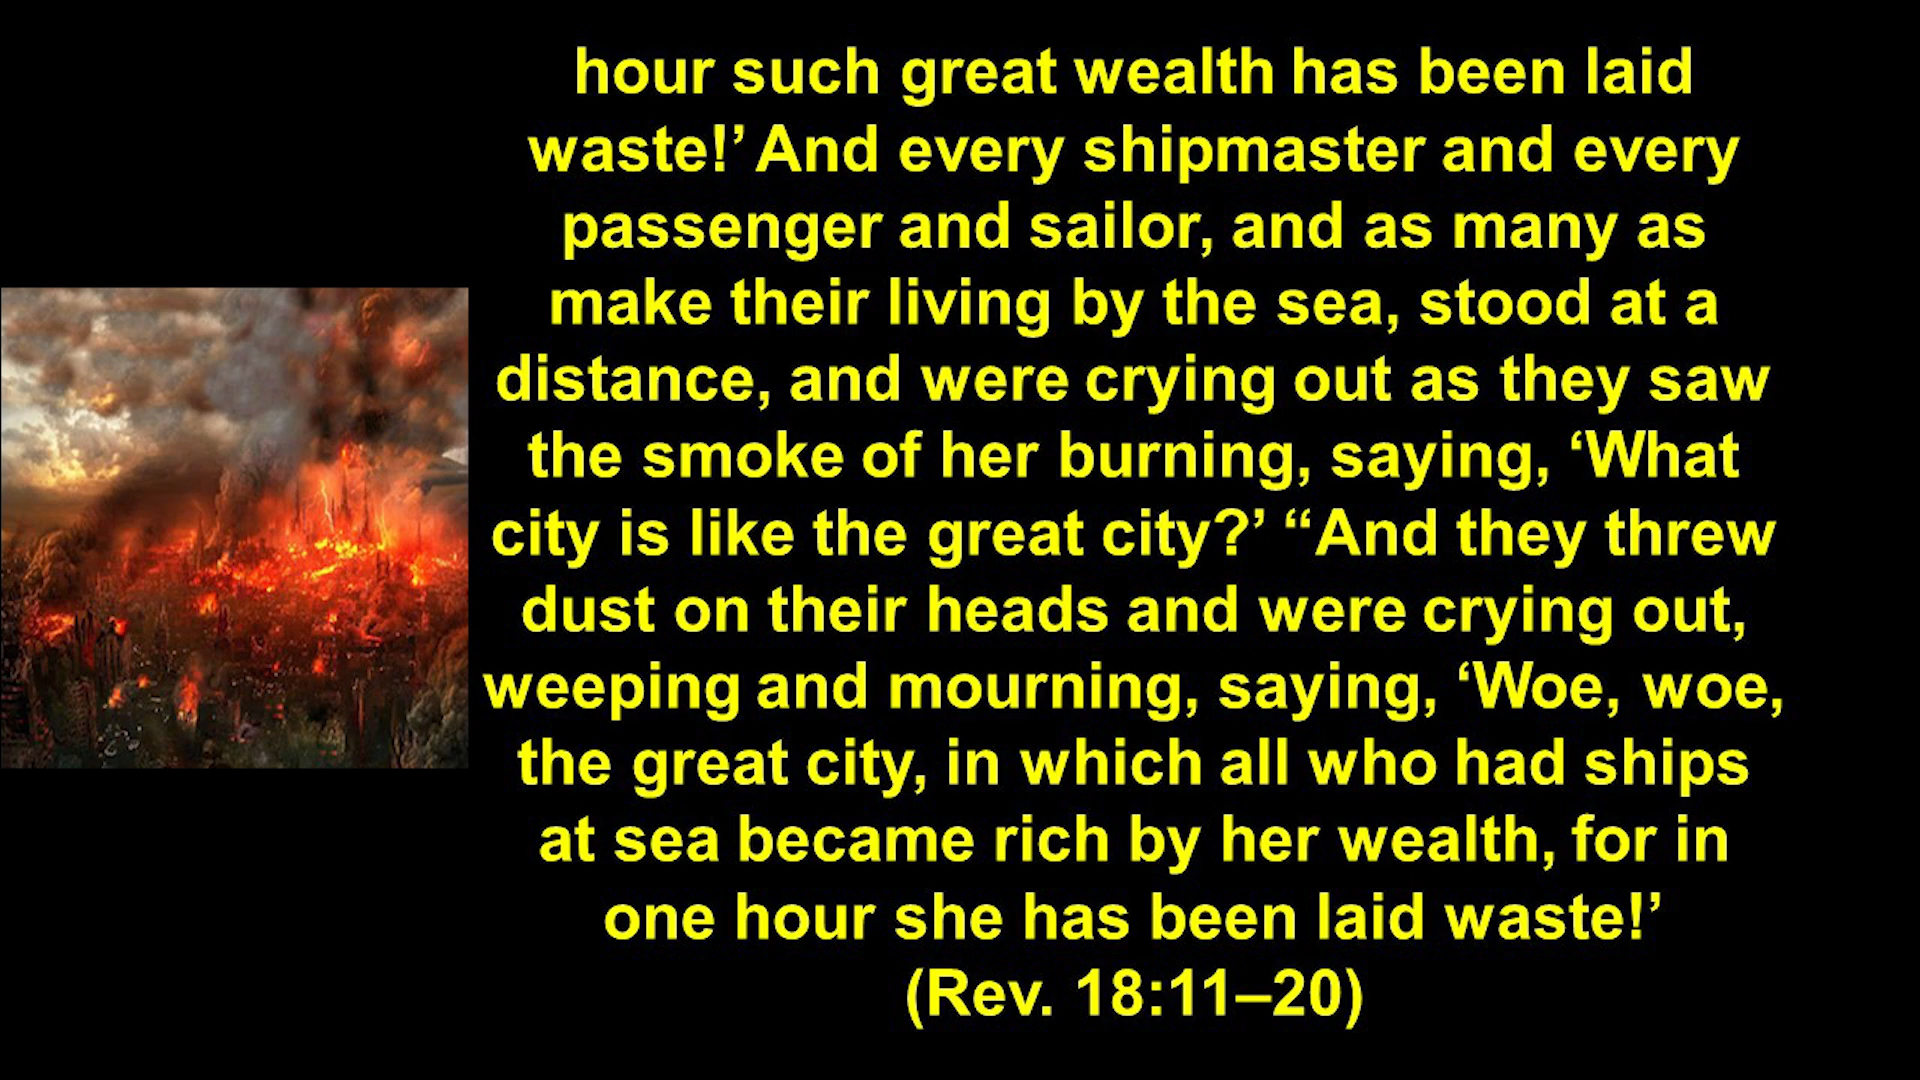 hour such great wealth has been laid
waste!’ And every shipmaster and every
passenger and sailor, and as many as
make their living by the sea, stood at a
distance, and were crying out as they saw
the smoke of her burning, saying, ‘What
city is like the great city?’ “And they threw
dust on their heads and were crying out,
weeping and mourning, saying, ‘Woe, woe,
the great city, in which all who had ships
at sea became rich by her wealth, for in
one hour she has been laid waste!’
(Rev. 18:11–20)